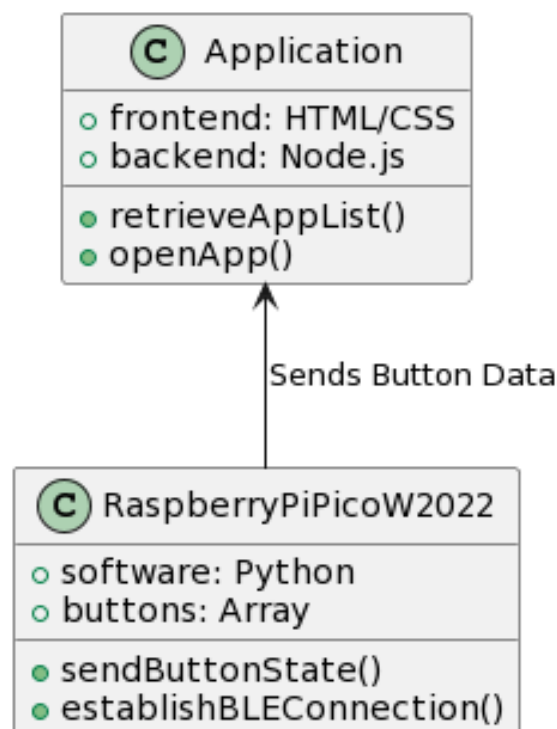 C Application
frontend: HTML/CSS
backend: Node.js
retrieveAppList()
openApp()
Sends Button Data
C RaspberryPiPicoW2022
software: Python
buttons: Array
sendButtonState()
establishBLEConnection()